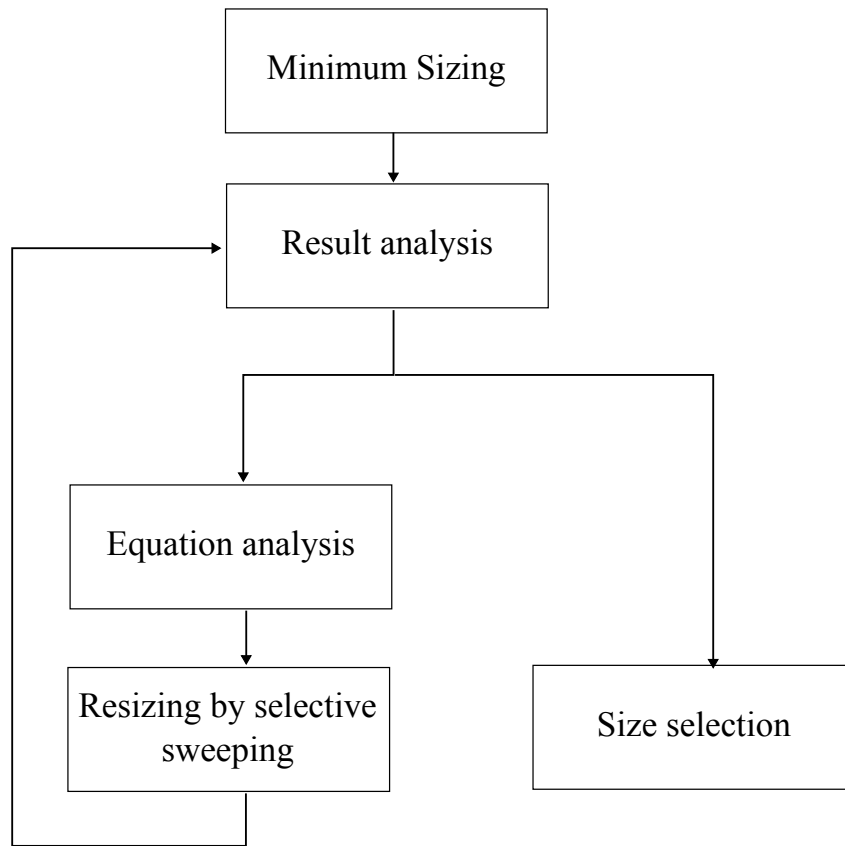 Minimum Sizing
Result analysis
Equation analysis
Resizing by selective
sweeping
Size selection